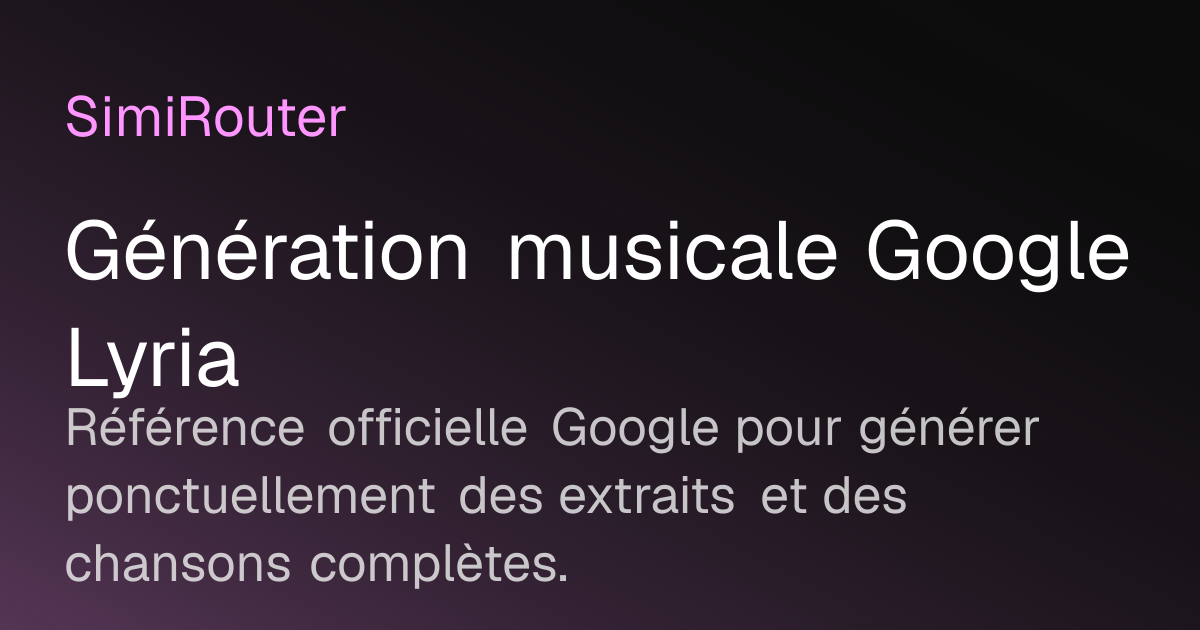 SimiRouter
Génération musicale Google
Lyria
Référence officielle Google pour générer
ponctuellement des extraits et des
chansons complètes.